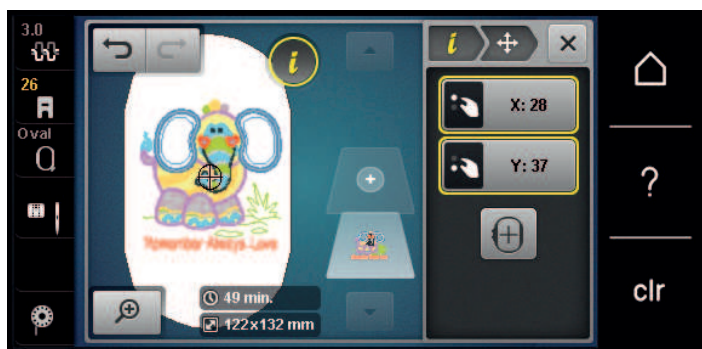 3.0
26
Oval
i
i
X: 28
Y: 37
Remember Always Love
49 min.
122x132 mm
?
clr